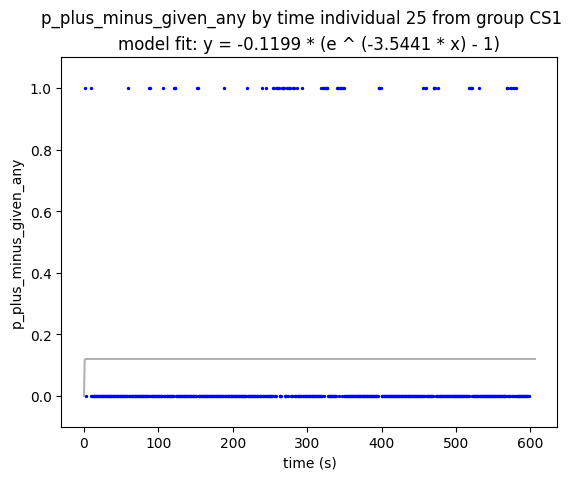 p_plus_minus_given_any by time individual 25 from group CS1
model fit: y = -0.1199 * (e ^ (-3.5441 * x) - 1)
p_plus_minus_given_any
1.0
0.8
0.6
0.4
0.2
0.0
0 100 200 300 400 500 600
time (s)